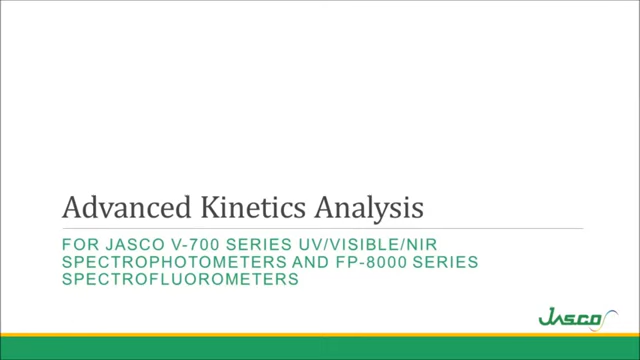 Advanced Kinetics Analysis
FOR JASCO V-700 SERIES UV/VISIBLE/NIR
SPECTROPHOTOMETERS AND FP-8000 SERIES
SPECTROFLUOROMETERS
JASCO